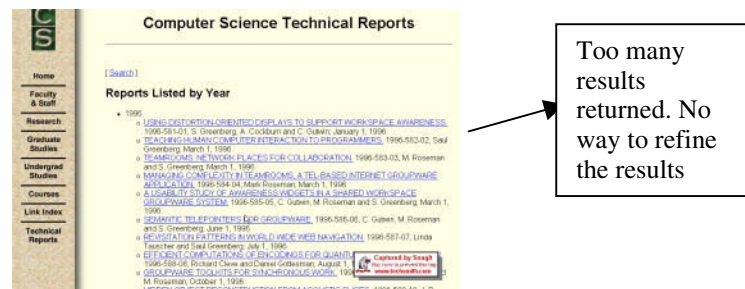 CS
Computer Science Technical Reports
[ Search ]
Reports Listed by Year
Home
Faculty
& Staff
Research
Graduate
Studies
Undergrad
Studies
Courses
Link Index
Technical
Reports
• 1996
o USING DISTORTION-ORIENTED DISPLAYS TO SUPPORT WORKSPACE AWARENESS,
1996-581-01, S. Greenberg, A. Cockburn and C. Gutwin, January 1, 1996
o TEACHING HUMAN COMPUTER INTERACTION TO PROGRAMMERS, 1996-582-02, Saul
Greenberg, March 1, 1996
o TEAMROOMS: NETWORK PLACES FOR COLLABORATION, 1996-583-03, M. Roseman
and S. Greenberg, March 1, 1996
o MANAGING COMPLEXITY IN TEAMROOMS, A TCL-BASED INTERNET GROUPWARE
APPLICATION, 1996-584-04, Mark Roseman, March 1, 1996
o A USABILITY STUDY OF AWARENESS WIDGETS IN A SHARED WORKSPACE
GROUPWARE SYSTEM, 1996-585-05, C. Gutwin, M. Roseman and S. Greenberg, March 1,
1996
o SEMANTIC TELEPOINTERS FOR GROUPWARE, 1996-586-06, C. Gutwin, M. Roseman
and S. Greenberg, June 1, 1996
o REVISITATION PATTERNS IN WORLD WIDE WEB NAVIGATION, 1996-587-07, Linda
Tauscher and Saul Greenberg, July 1, 1996
o EFFICIENT COMPUTATIONS OF ENCODINGS FOR QUANTU
1996-588-08, Richard Cleve and Daniel Gottesman, August 1,
o GROUPWARE TOOLKITS FOR SYNCHRONOUS WORK, 199
M. Roseman, October 1, 1996
Captured by SnagIt
www.techsmith.com
Too many
results
returned. No
way to refine
the results